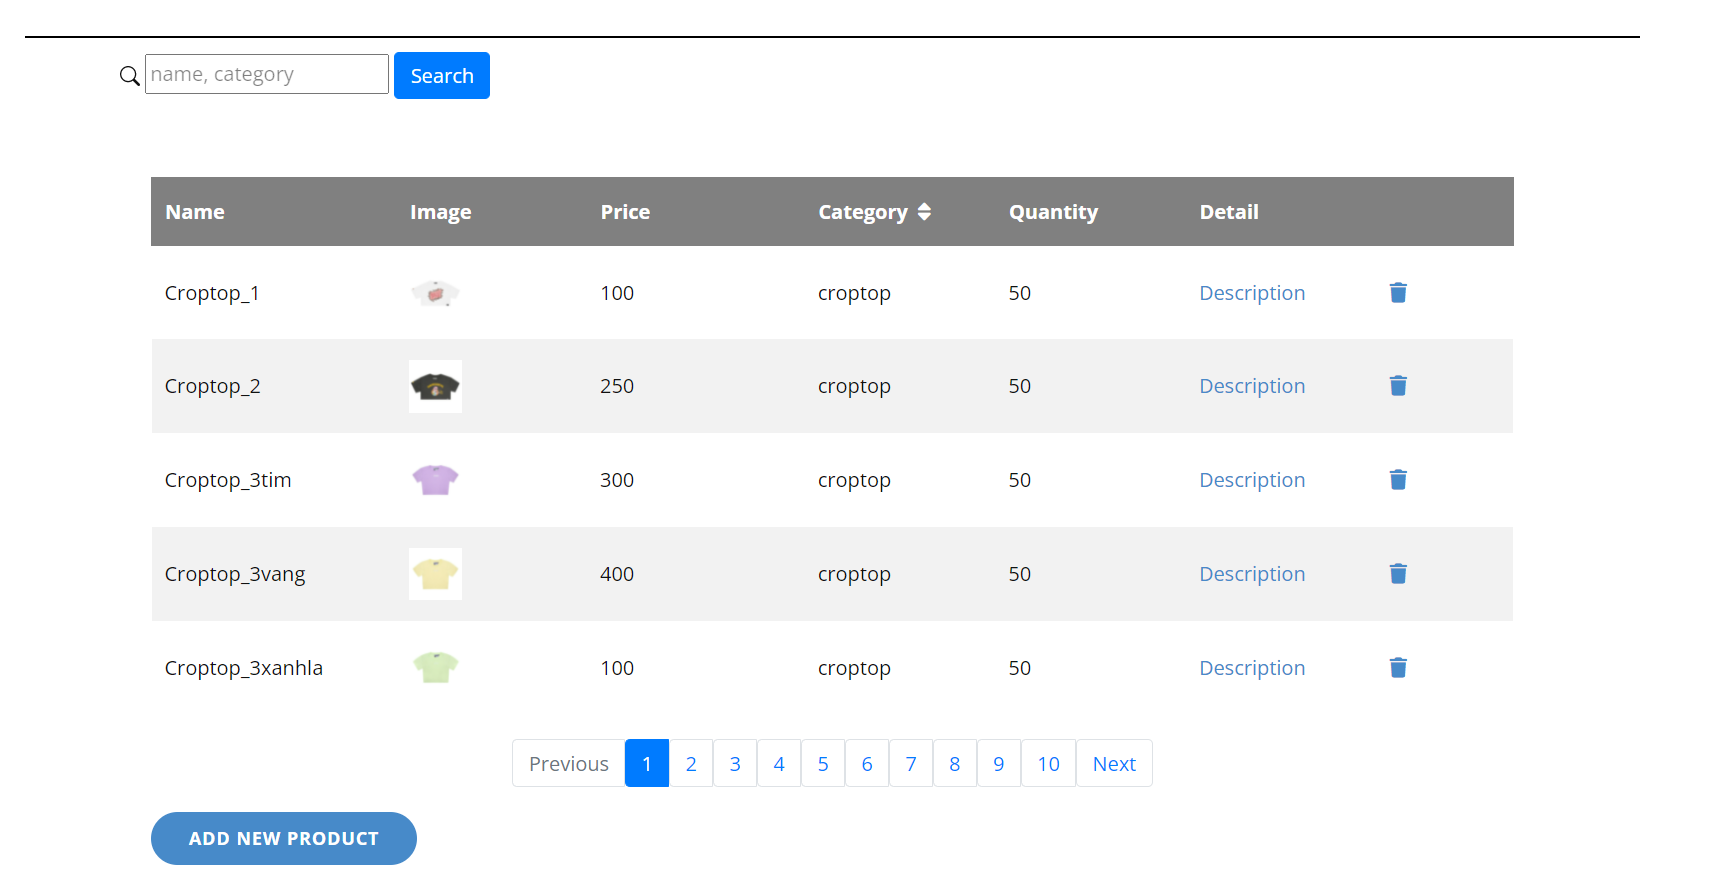 name, category Search
Name Image Price Category Quantity Detail
Croptop_1 100 croptop 50 Description
Croptop_2 250 croptop 50 Description
Croptop_3tim 300 croptop 50 Description
Croptop_3vang 400 croptop 50 Description
Croptop_3xanhla 100 croptop 50 Description
Previous 1 2 3 4 5 6 7 8 9 10 Next
ADD NEW PRODUCT